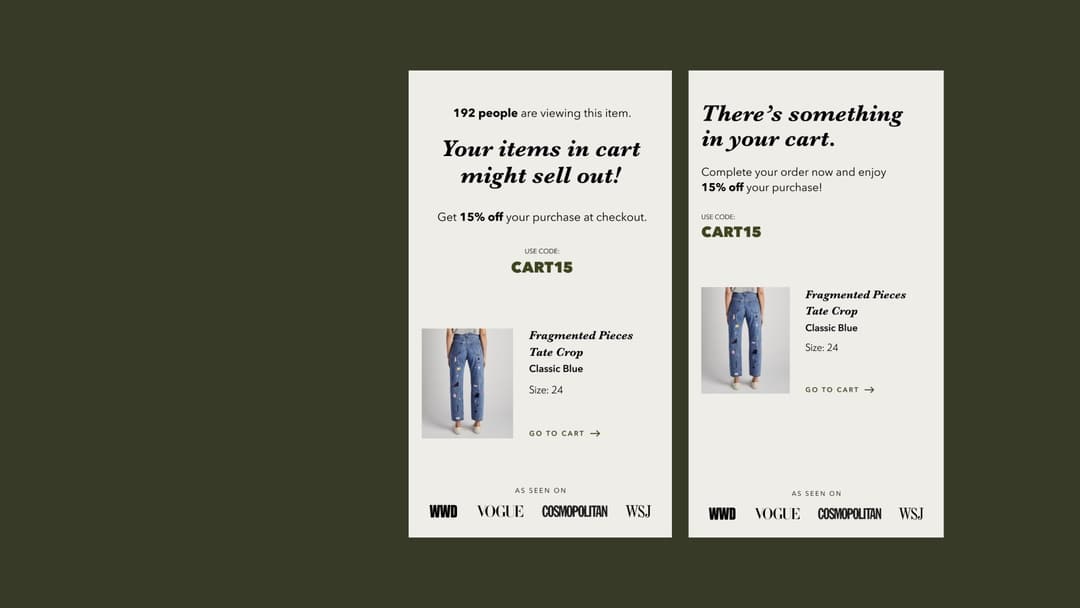 192 people are viewing this item.
Your items in cart
might sell out!
Get 15% off your purchase at checkout.
USE CODE:
CART15
Fragmented Pieces
Tate Crop
Classic Blue
Size: 24
GO TO CART →
AS SEEN ON
WWD VOGUE COSMOPOLITAN WSJ
There’s something
in your cart.
Complete your order now and enjoy
15% off your purchase!
USE CODE:
CART15
Fragmented Pieces
Tate Crop
Classic Blue
Size: 24
GO TO CART →
AS SEEN ON
WWD VOGUE COSMOPOLITAN WSJ